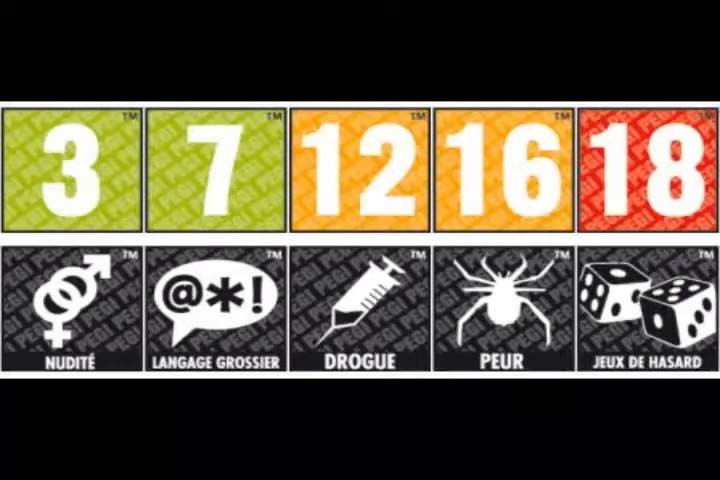 3 7 12 16 18
@*!
NUDITÉ LANGAGE GROSSIER DROGUE PEUR JEUX DE HASARD